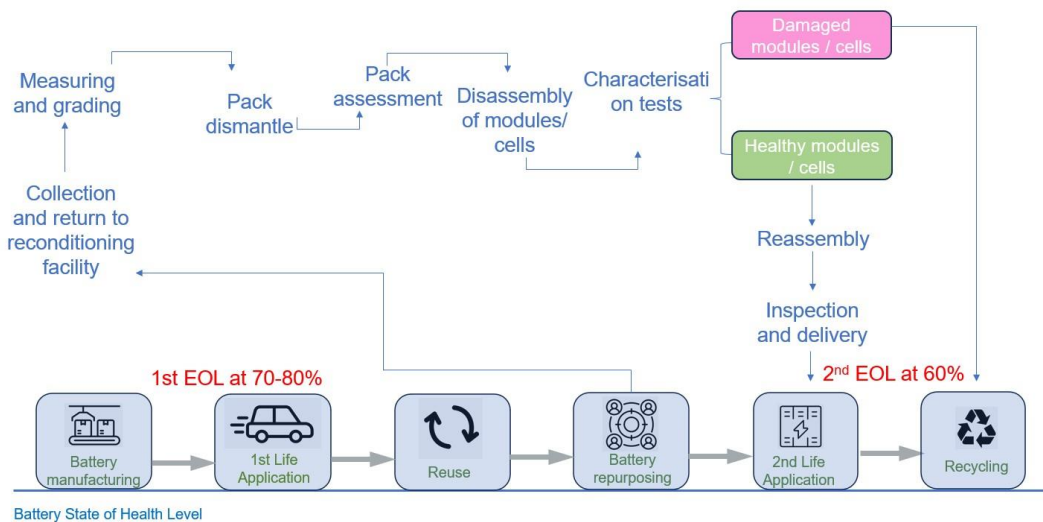 Damaged
modules / cells
Measuring
and grading
Pack
dismantle
Pack
assessment
Disassembly
of modules/
cells
Characterisati
on tests
Healthy modules
/ cells
Collection
and return to
reconditioning
facility
Reassembly
Inspection
and delivery
1st EOL at 70-80%
2nd EOL at 60%
Battery
manufacturing
1st Life
Application
Reuse
Battery
repurposing
2nd Life
Application
Recycling
Battery State of Health Level